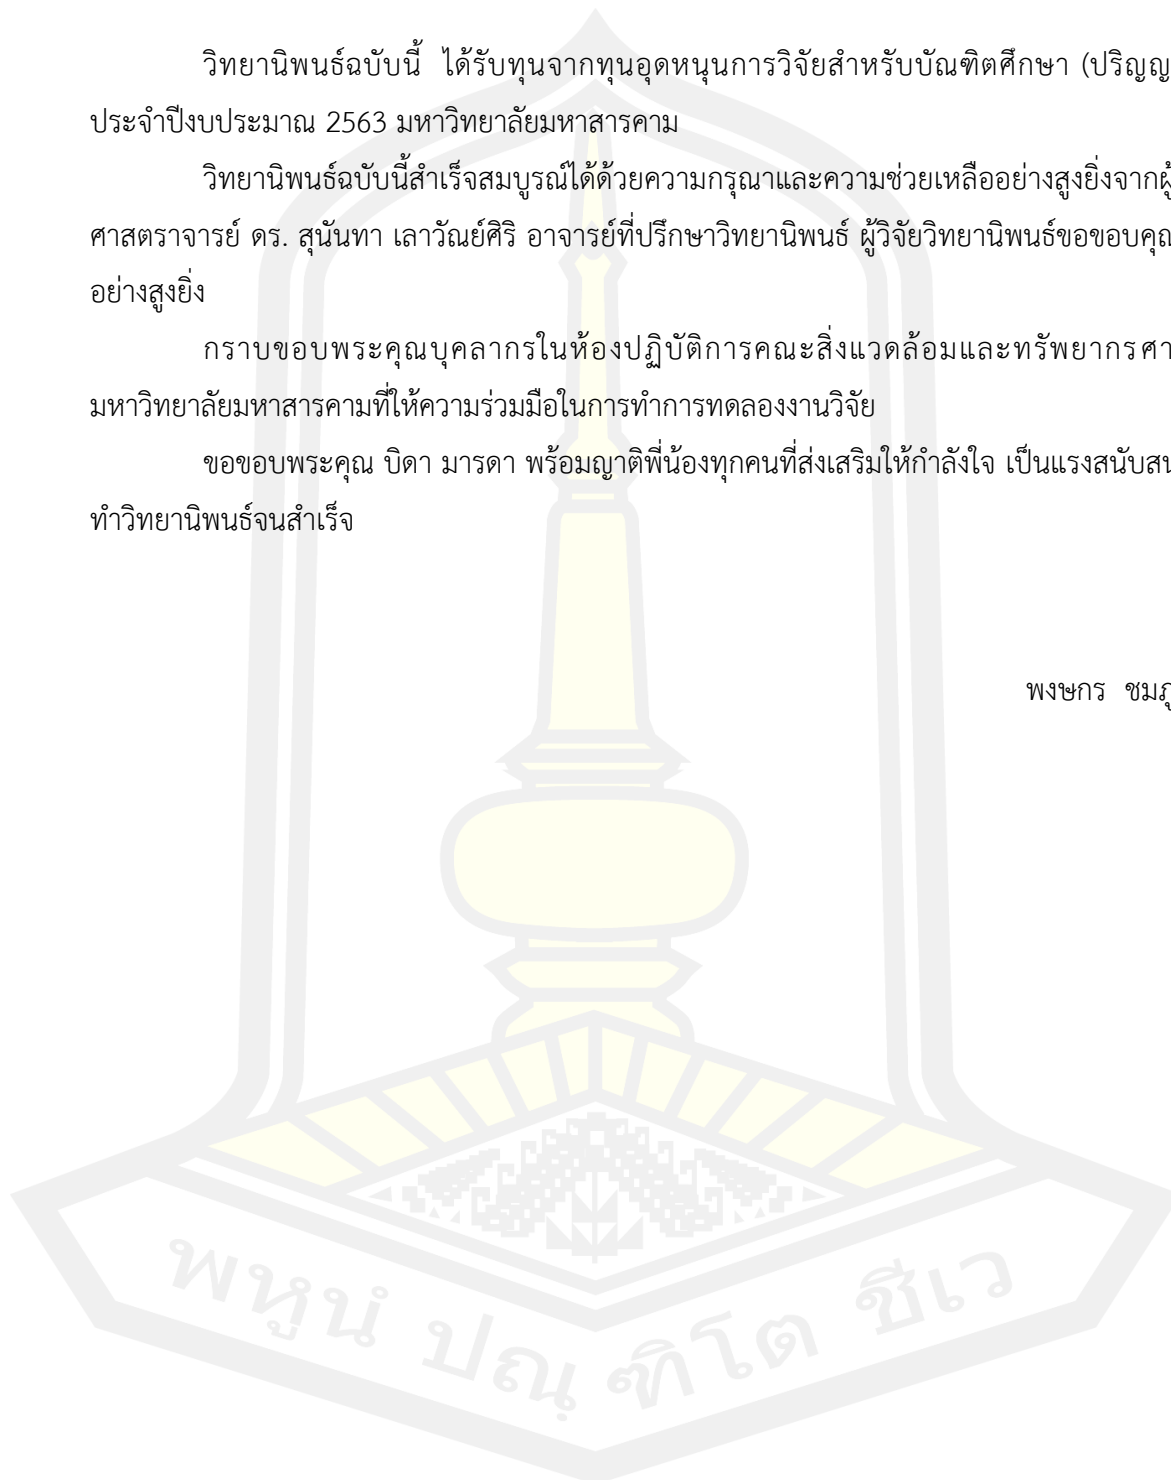 วิทยานิพนธ์ฉบับนี้ ได้รับทุนจากทุนอุดหนุนการวิจัยสำหรับบัณฑิตศึกษา (ปริญญ
ประจำปีงบประมาณ 2563 มหาวิทยาลัยมหาสารคาม
วิทยานิพนธ์ฉบับนี้สำเร็จสมบูรณ์ได้ด้วยความกรุณาและความช่วยเหลืออย่างสูงยิ่งจากผู้
ศาสตราจารย์ ดร. สุนันทา เลาวัณย์ศิริ อาจารย์ที่ปรึกษาวิทยานิพนธ์ ผู้วิจัยวิทยานิพนธ์ขอขอบคุณ
อย่างสูงยิ่ง
กราบขอบพระคุณบุคลากรในห้องปฏิบัติการคณะสิ่งแวดล้อมและทรัพยากรศา
มหาวิทยาลัยมหาสารคามที่ให้ความร่วมมือในการทำการทดลองงานวิจัย
ขอขอบพระคุณ บิดา มารดา พร้อมญาติพี่น้องทุกคนที่ส่งเสริมให้กำลังใจ เป็นแรงสนับสน
ทำวิทยานิพนธ์จนสำเร็จ
พงษกร ชมภู
พหูนํ ปณฺฑิโต ชีเว